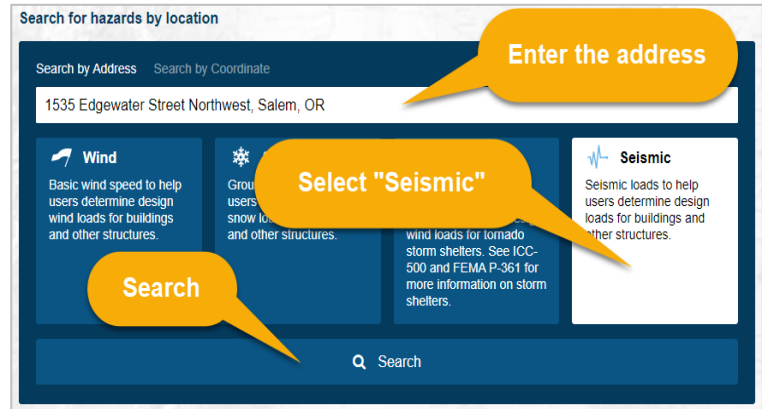 Search for hazards by location
Enter the address
Search by Address Search by Coordinate
1535 Edgewater Street Northwest, Salem, OR
Wind
Basic wind speed to help
users determine design
wind loads for buildings
and other structures.
users
snow
and other structures.
Select "Seismic"
wind loads for tornado
storm shelters. See ICC-
500 and FEMA P-361 for
more information on storm
shelters.
Seismic
Seismic loads to help
users determine design
loads for buildings and
other structures.
Search
Search